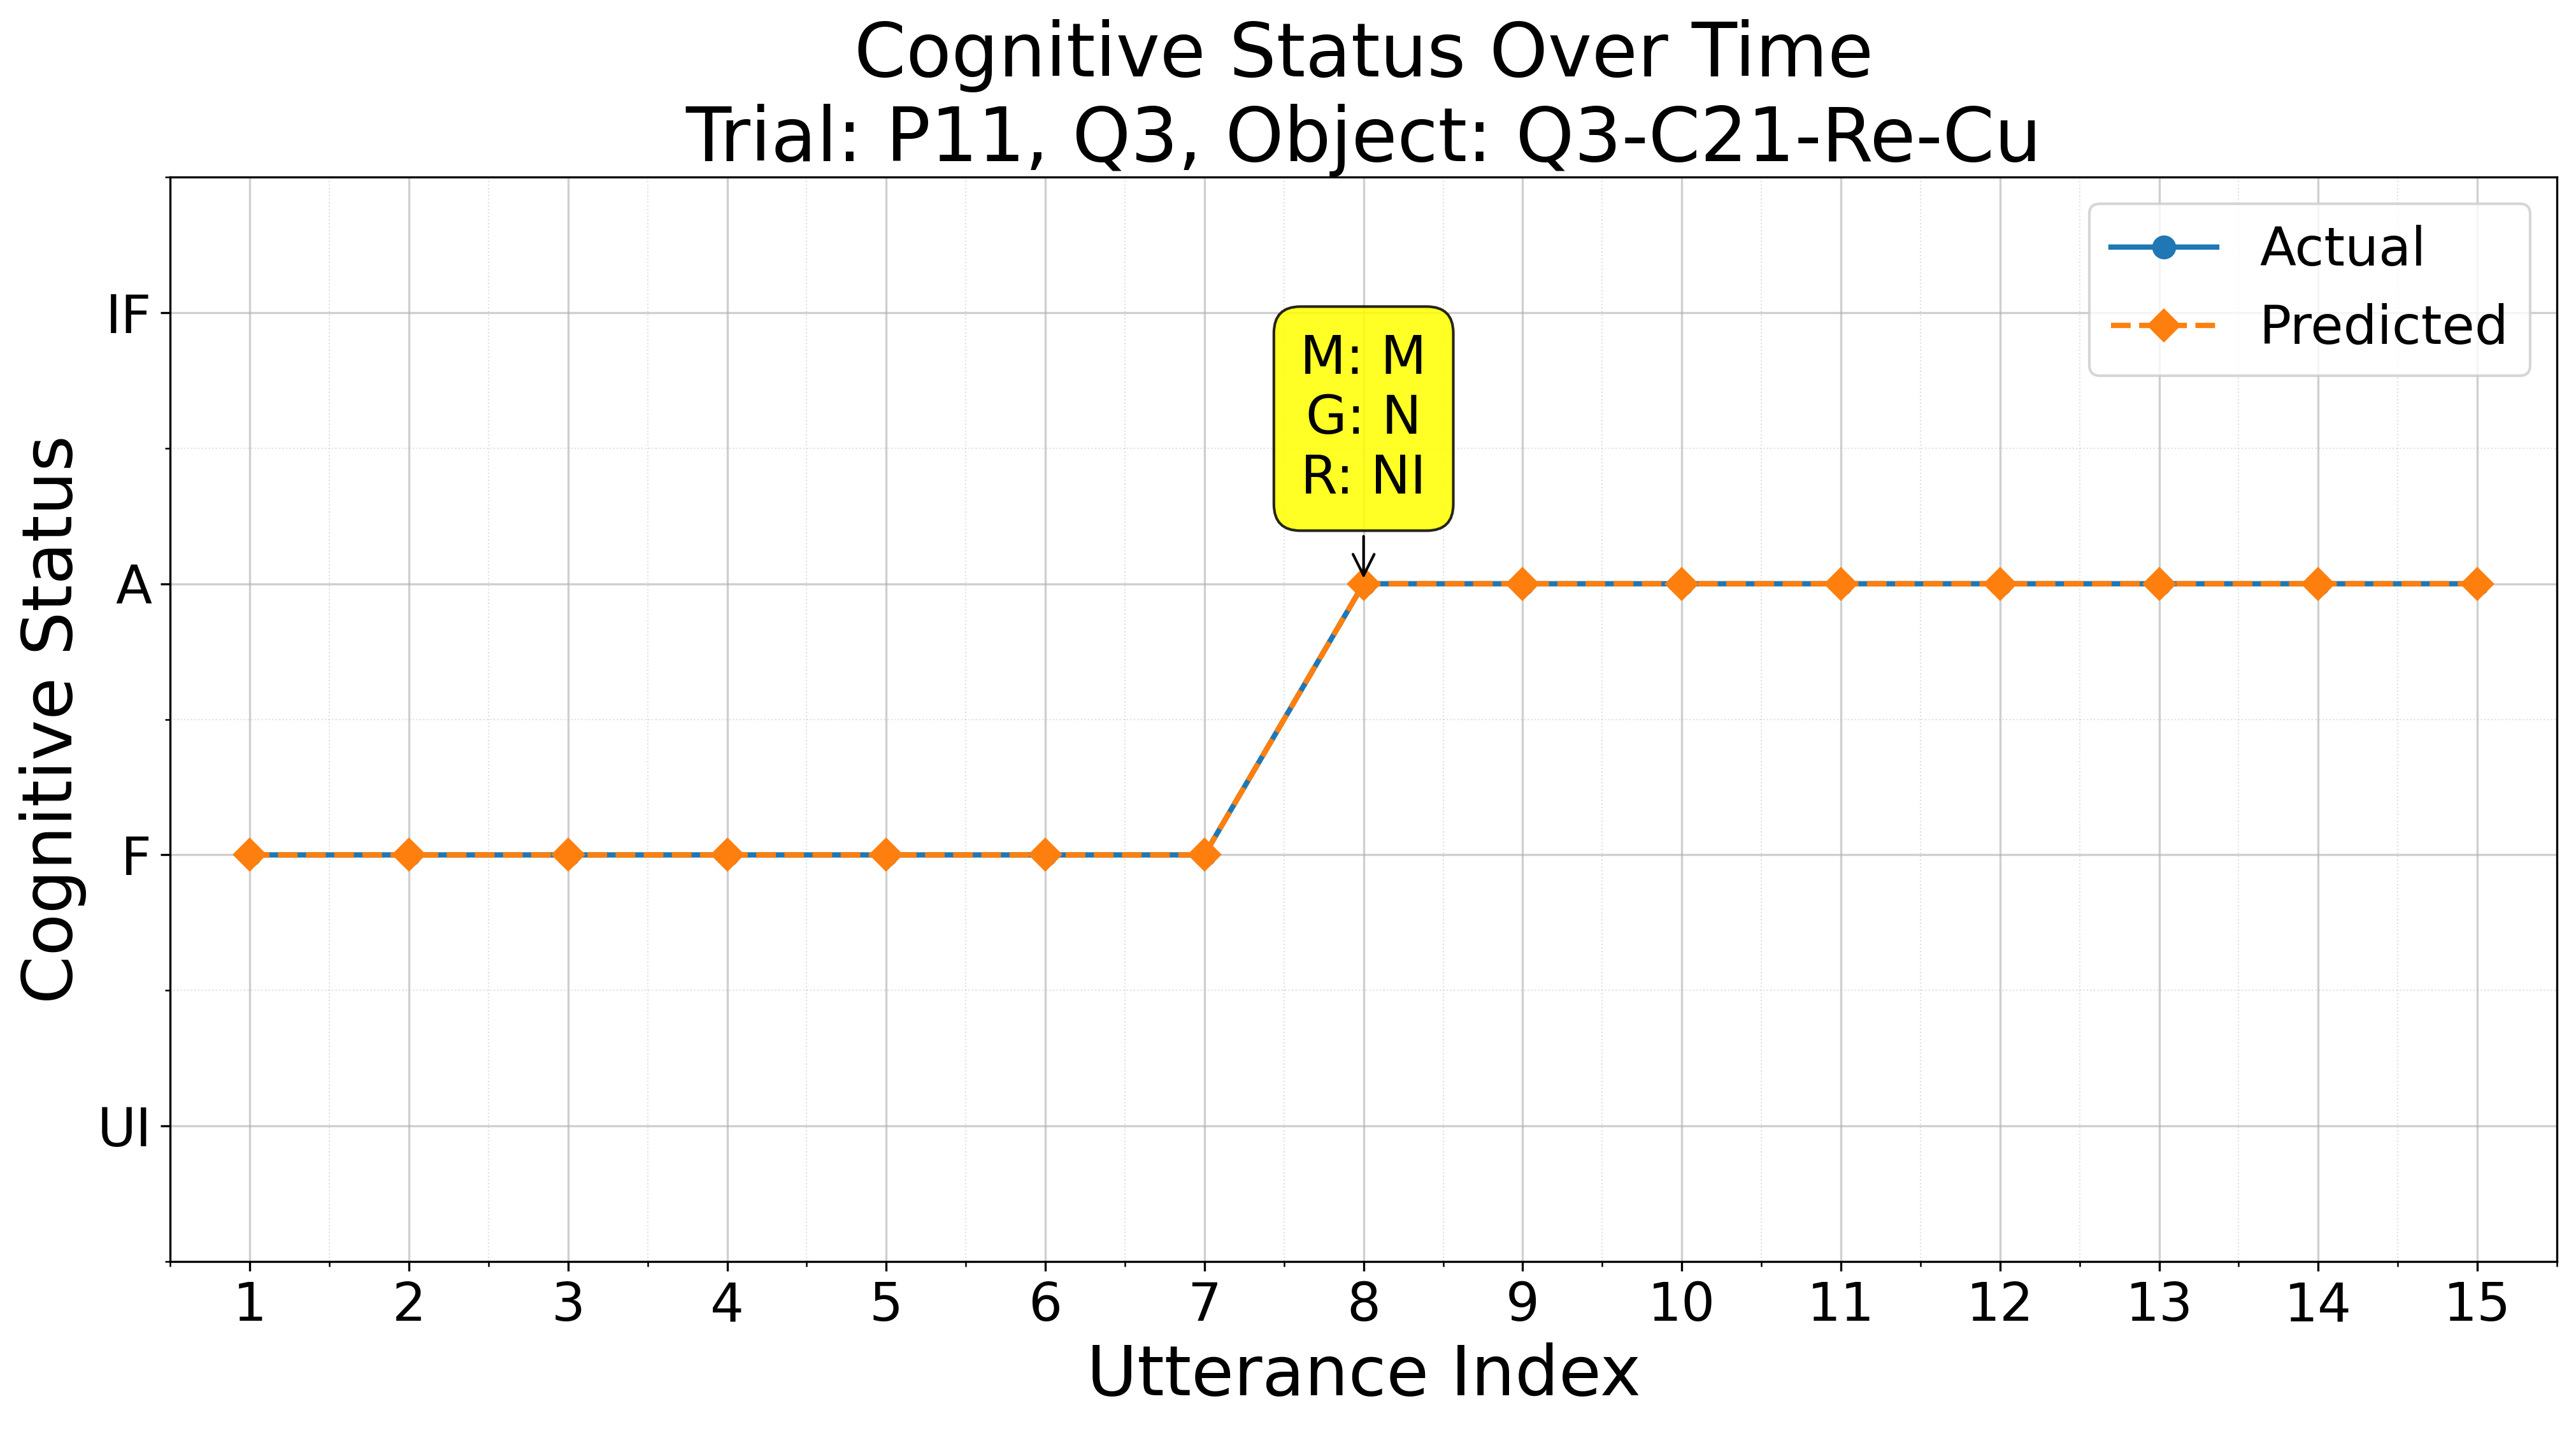 Cognitive Status Over Time
Trial: P11, Q3, Object: Q3-C21-Re-Cu
Actual
Predicted
IF
A
F
UI
Cognitive Status
M: M
G: N
R: NI
1 2 3 4 5 6 7 8 9 10 11 12 13 14 15
Utterance Index